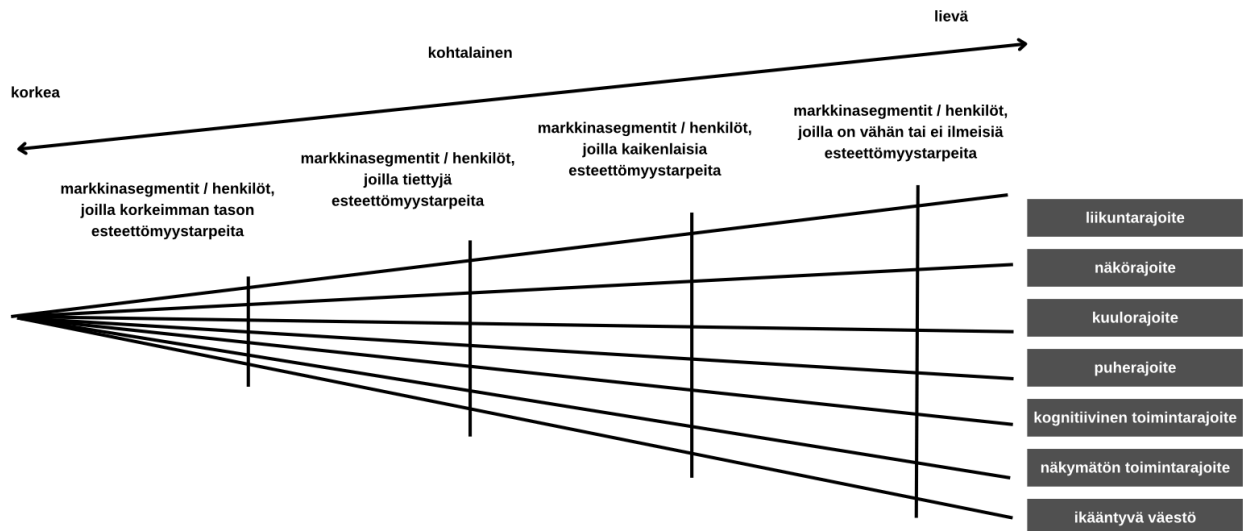 lievä
kohtalainen
korkea
markkinasegmentit / henkilöt,
joilla korkeimman tason
esteettömyystarpeita
markkinasegmentit / henkilöt,
joilla tiettyjä
esteettömyystarpeita
markkinasegmentit / henkilöt,
joilla kaikenlaisia
esteettömyystarpeita
markkinasegmentit / henkilöt,
joilla on vähän tai ei ilmeisiä
esteettömyystarpeita
liikuntarajoite
näkörajoite
kuulorajoite
puherajoite
kognitiivinen toimintarajoite
näkymätön toimintarajoite
ikääntyvä väestö